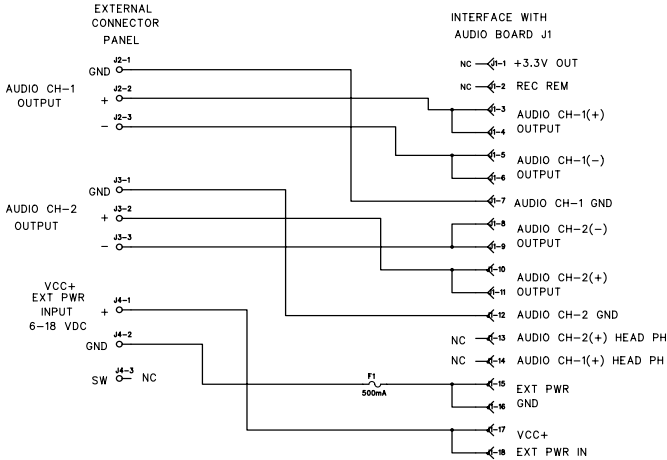 EXTERNAL
CONNECTOR
PANEL
INTERFACE WITH
AUDIO BOARD J1
AUDIO CH-1
OUTPUT
GND J2-1
+ J2-2
- J2-3
AUDIO CH-2
OUTPUT
GND J3-1
+ J3-2
- J3-3
VCC+
EXT PWR
INPUT
6-18 VDC
+ J4-1
GND J4-2
SW J4-3 NC
F1
500mA
NC J1-1 +3.3V OUT
NC J1-2 REC REM
J1-3
J1-4
AUDIO CH-1(+)
OUTPUT
J1-5
J1-6
AUDIO CH-1(-)
OUTPUT
J1-7 AUDIO CH-1 GND
J1-8
J1-9
AUDIO CH-2(-)
OUTPUT
J1-10
J1-11
AUDIO CH-2(+)
OUTPUT
J1-12 AUDIO CH-2 GND
NC J1-13 AUDIO CH-2(+) HEAD PH
NC J1-14 AUDIO CH-1(+) HEAD PH
J1-15
J1-16
EXT PWR
GND
J1-17
J1-18
VCC+
EXT PWR IN